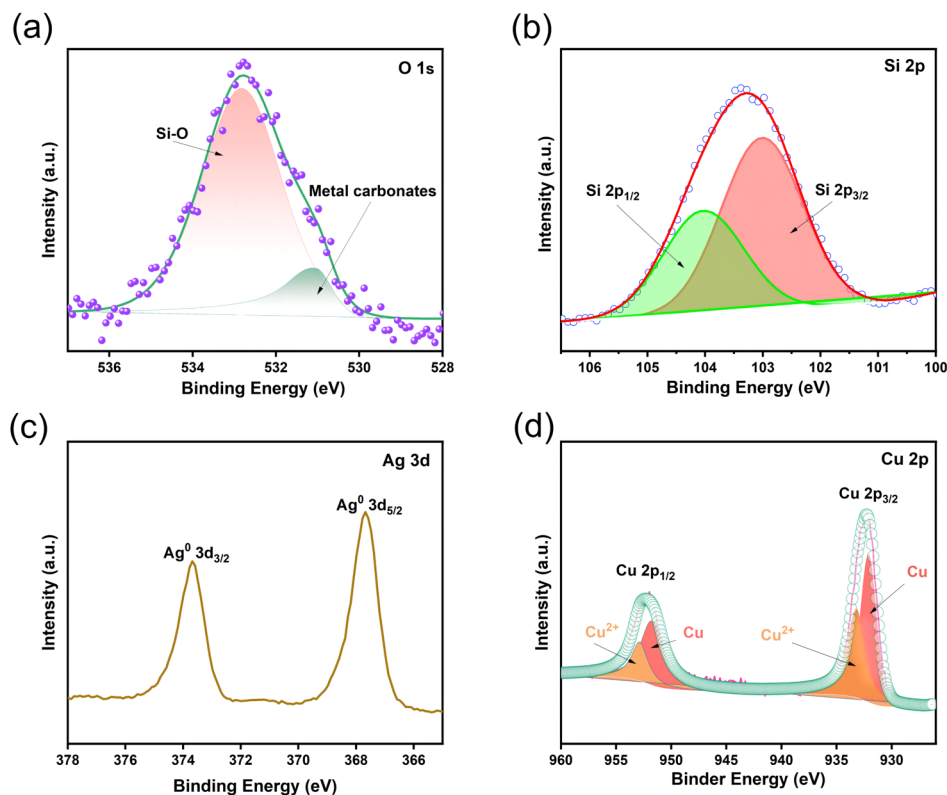 (a)
O 1s
Si-O
Metal carbonates
Intensity (a.u.)
536 534 532 530 528
Binding Energy (eV)
(b)
Si 2p
Si 2p1/2
Si 2p3/2
Intensity (a.u.)
106 105 104 103 102 101 100
Binding Energy (eV)
(c)
Ag 3d
Ag⁰ 3d5/2
Ag⁰ 3d3/2
Intensity (a.u.)
378 376 374 372 370 368 366
Binding Energy (eV)
(d)
Cu 2p
Cu 2p3/2
Cu 2p1/2
Cu
Cu²⁺
Cu
Cu²⁺
Intensity (a.u.)
960 955 950 945 940 935 930
Binder Energy (eV)